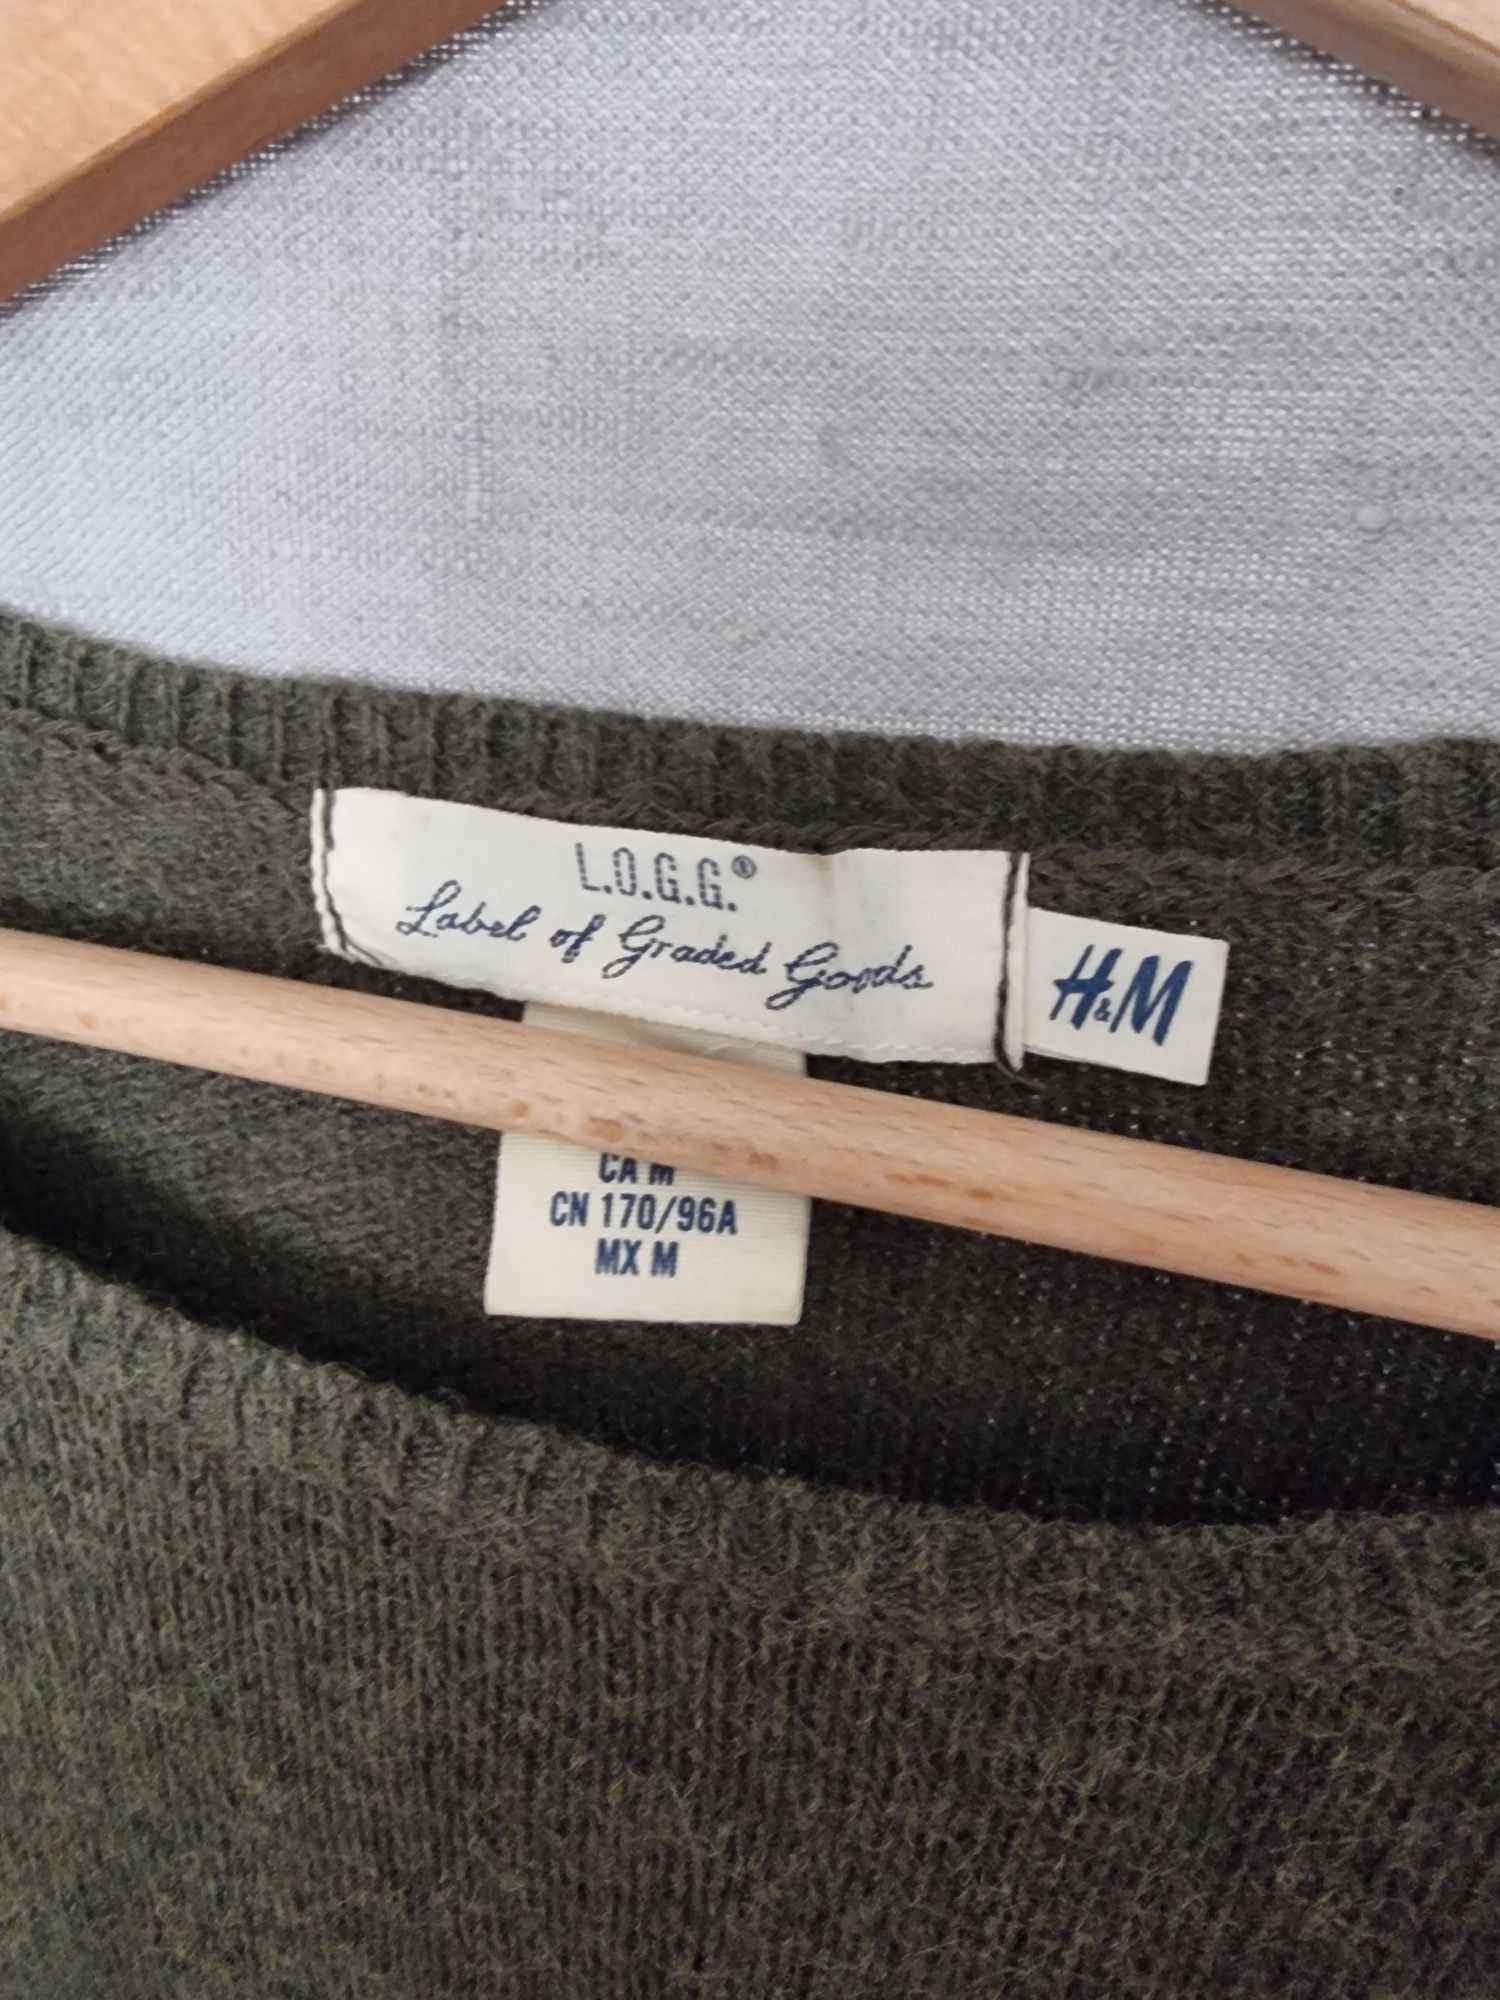 L.O.G.G.®
Label of Graded Goods
H&M
CA M
CN 170/96A
MX M